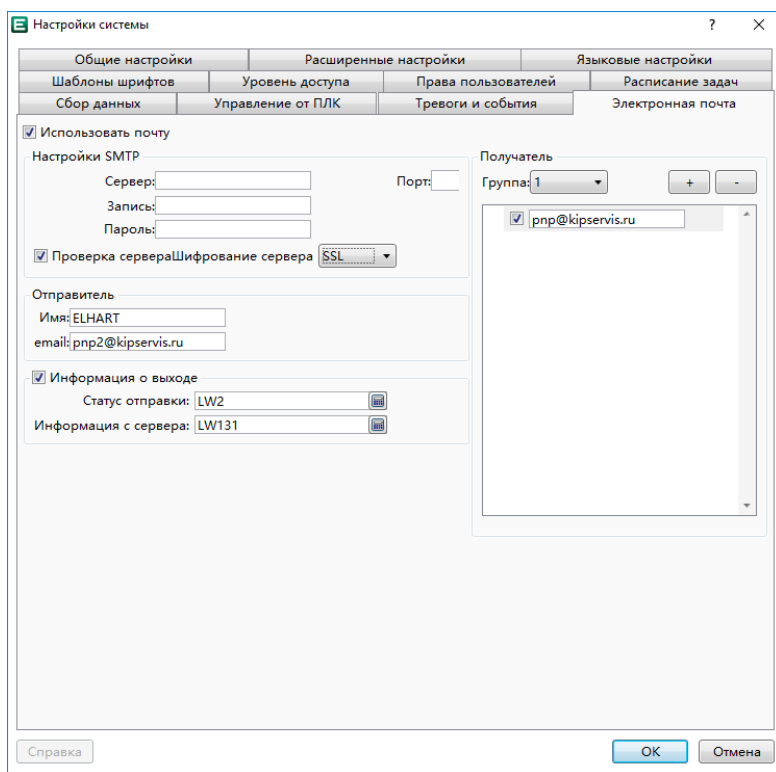 E Настройки системы ? X
Общие настройки Расширенные настройки Языковые настройки
Шаблоны шрифтов Уровень доступа Права пользователей Расписание задач
Сбор данных Управление от ПЛК Тревоги и события Электронная почта
Использовать почту
Настройки SMTP
Сервер: Порт:
Запись:
Пароль:
Проверка сервераШифрование сервера SSL
Отправитель
Имя: ELHART
email: pnp2@kipservis.ru
Информация о выходе
Статус отправки: LW2
Информация с сервера: LW131
Получатель
Группа: 1 + -
pnp@kipservis.ru
Справка OK Отмена